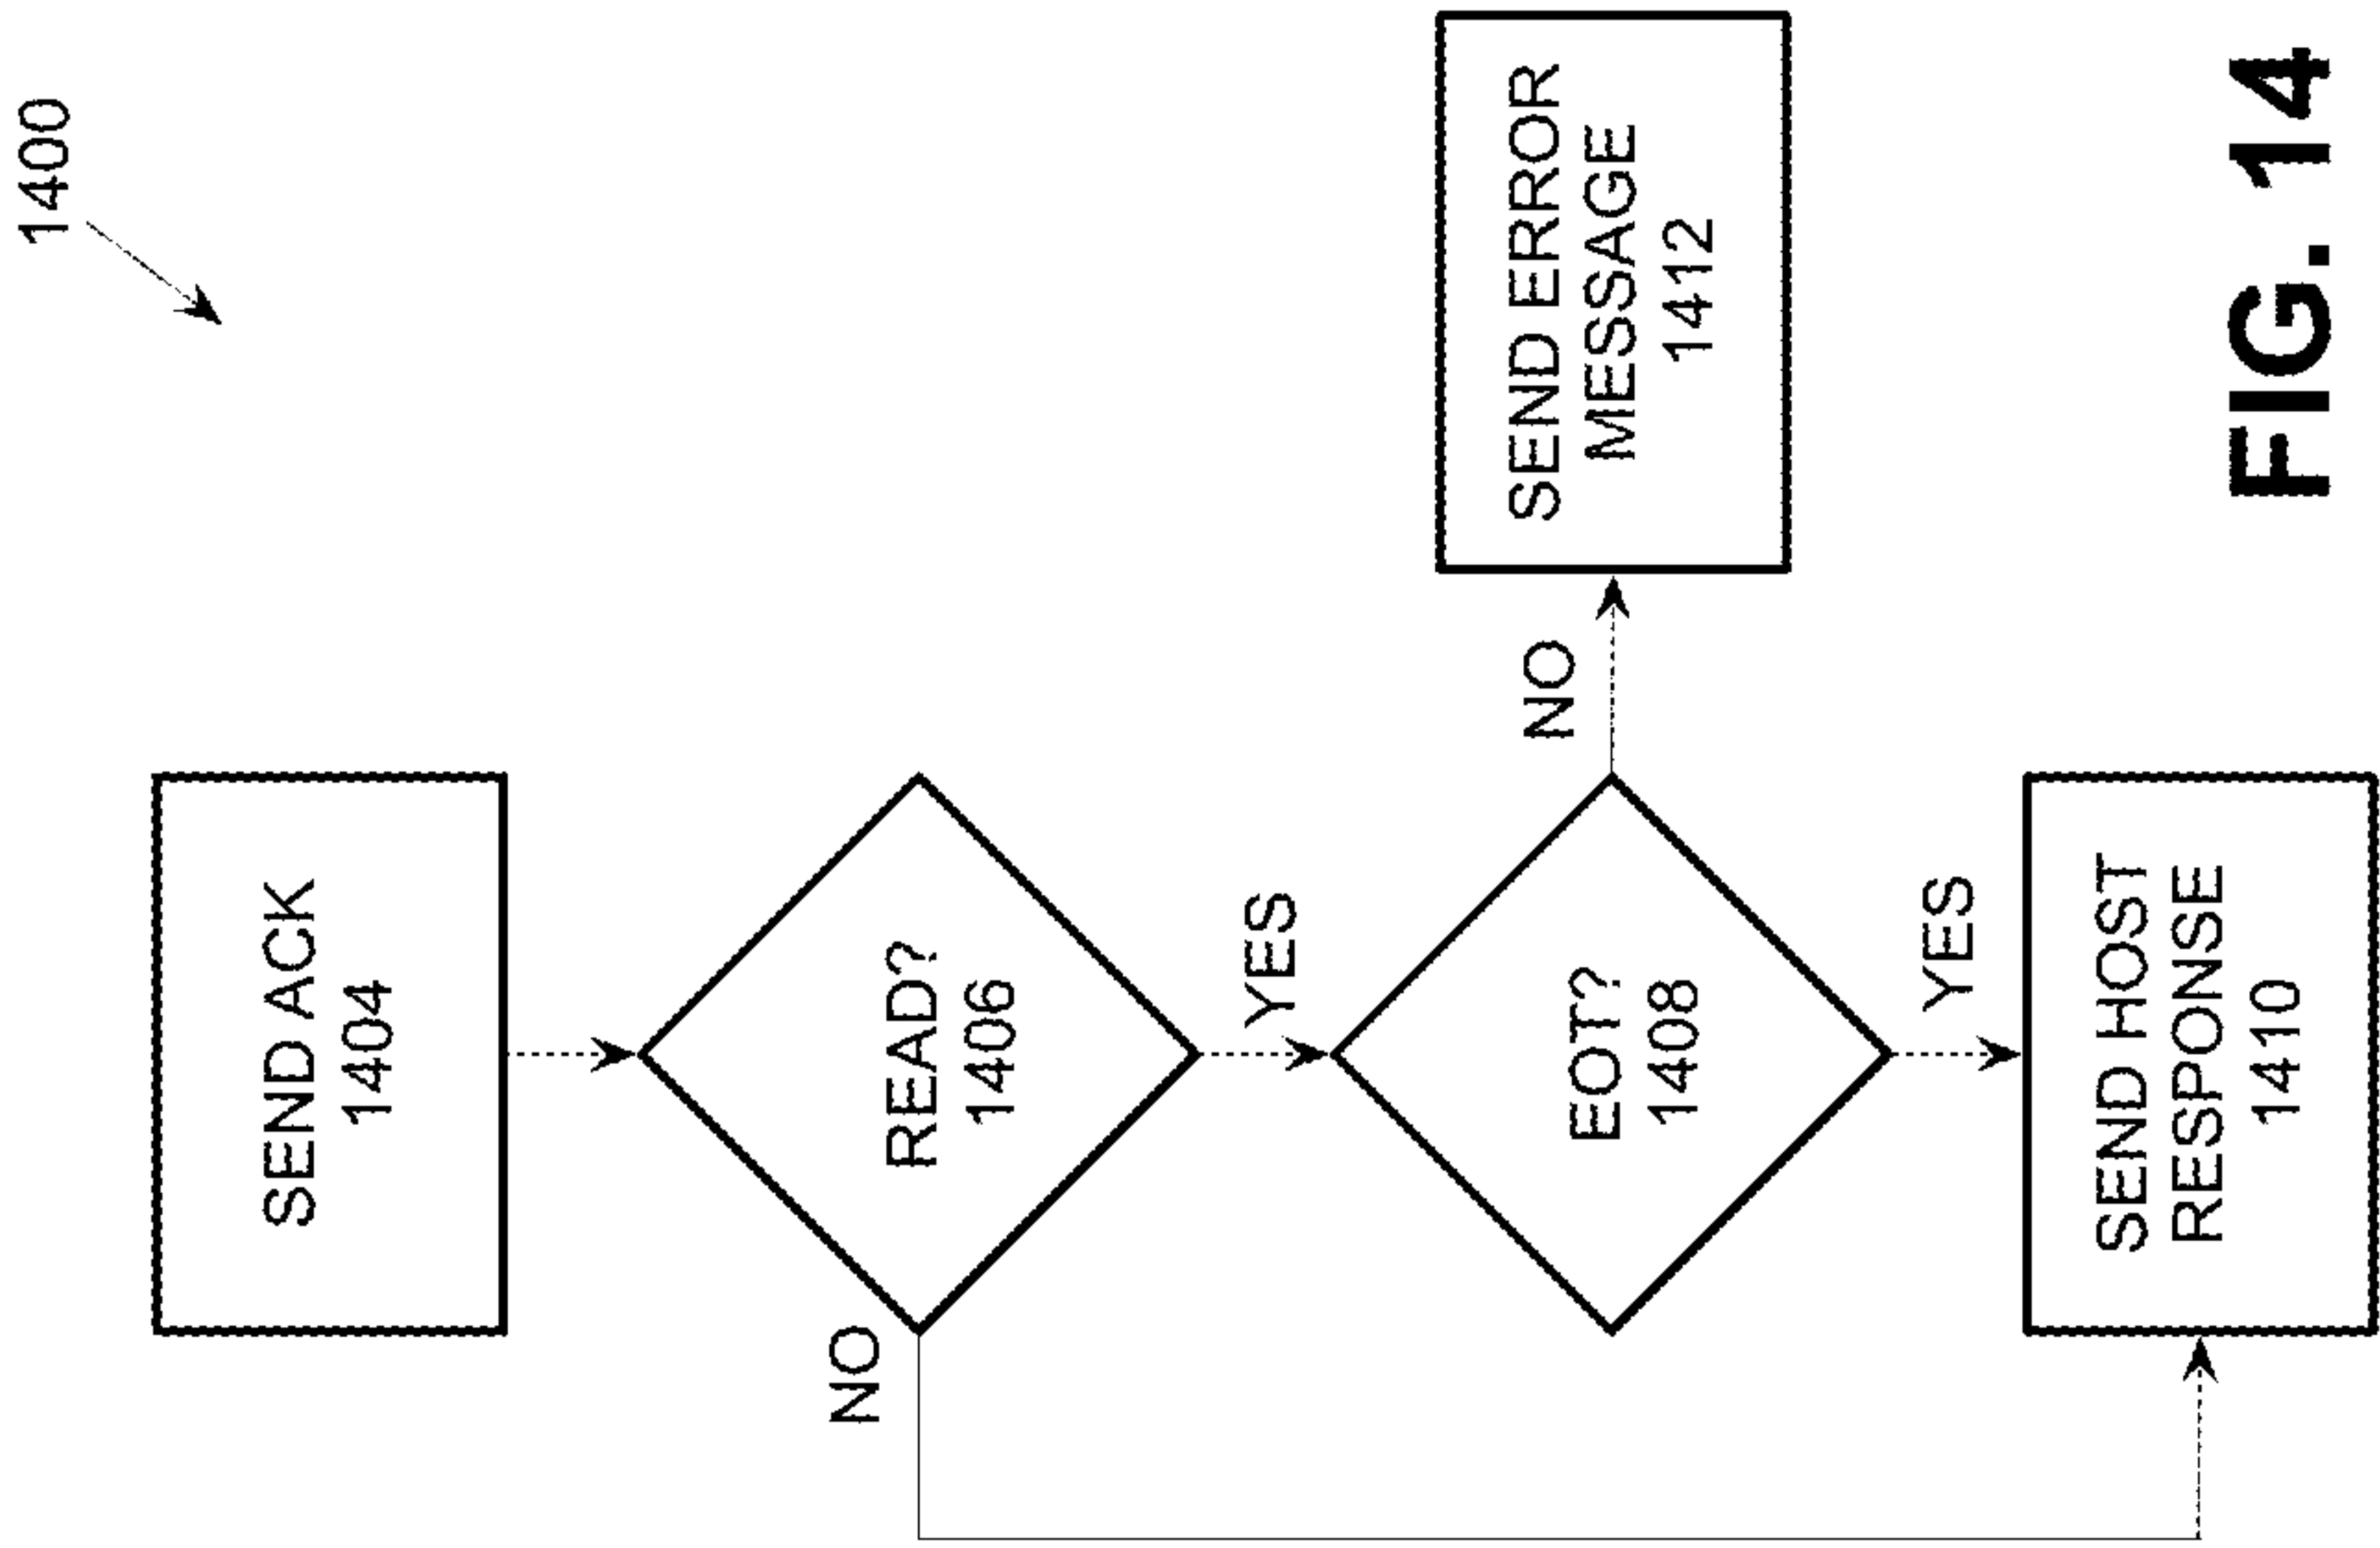 1400
SEND ACK
1404
READ?
1406
NO
YES
EOT?
1408
NO
SEND ERROR
MESSAGE
1412
YES
SEND HOST
RESPONSE
1410
FIG. 14